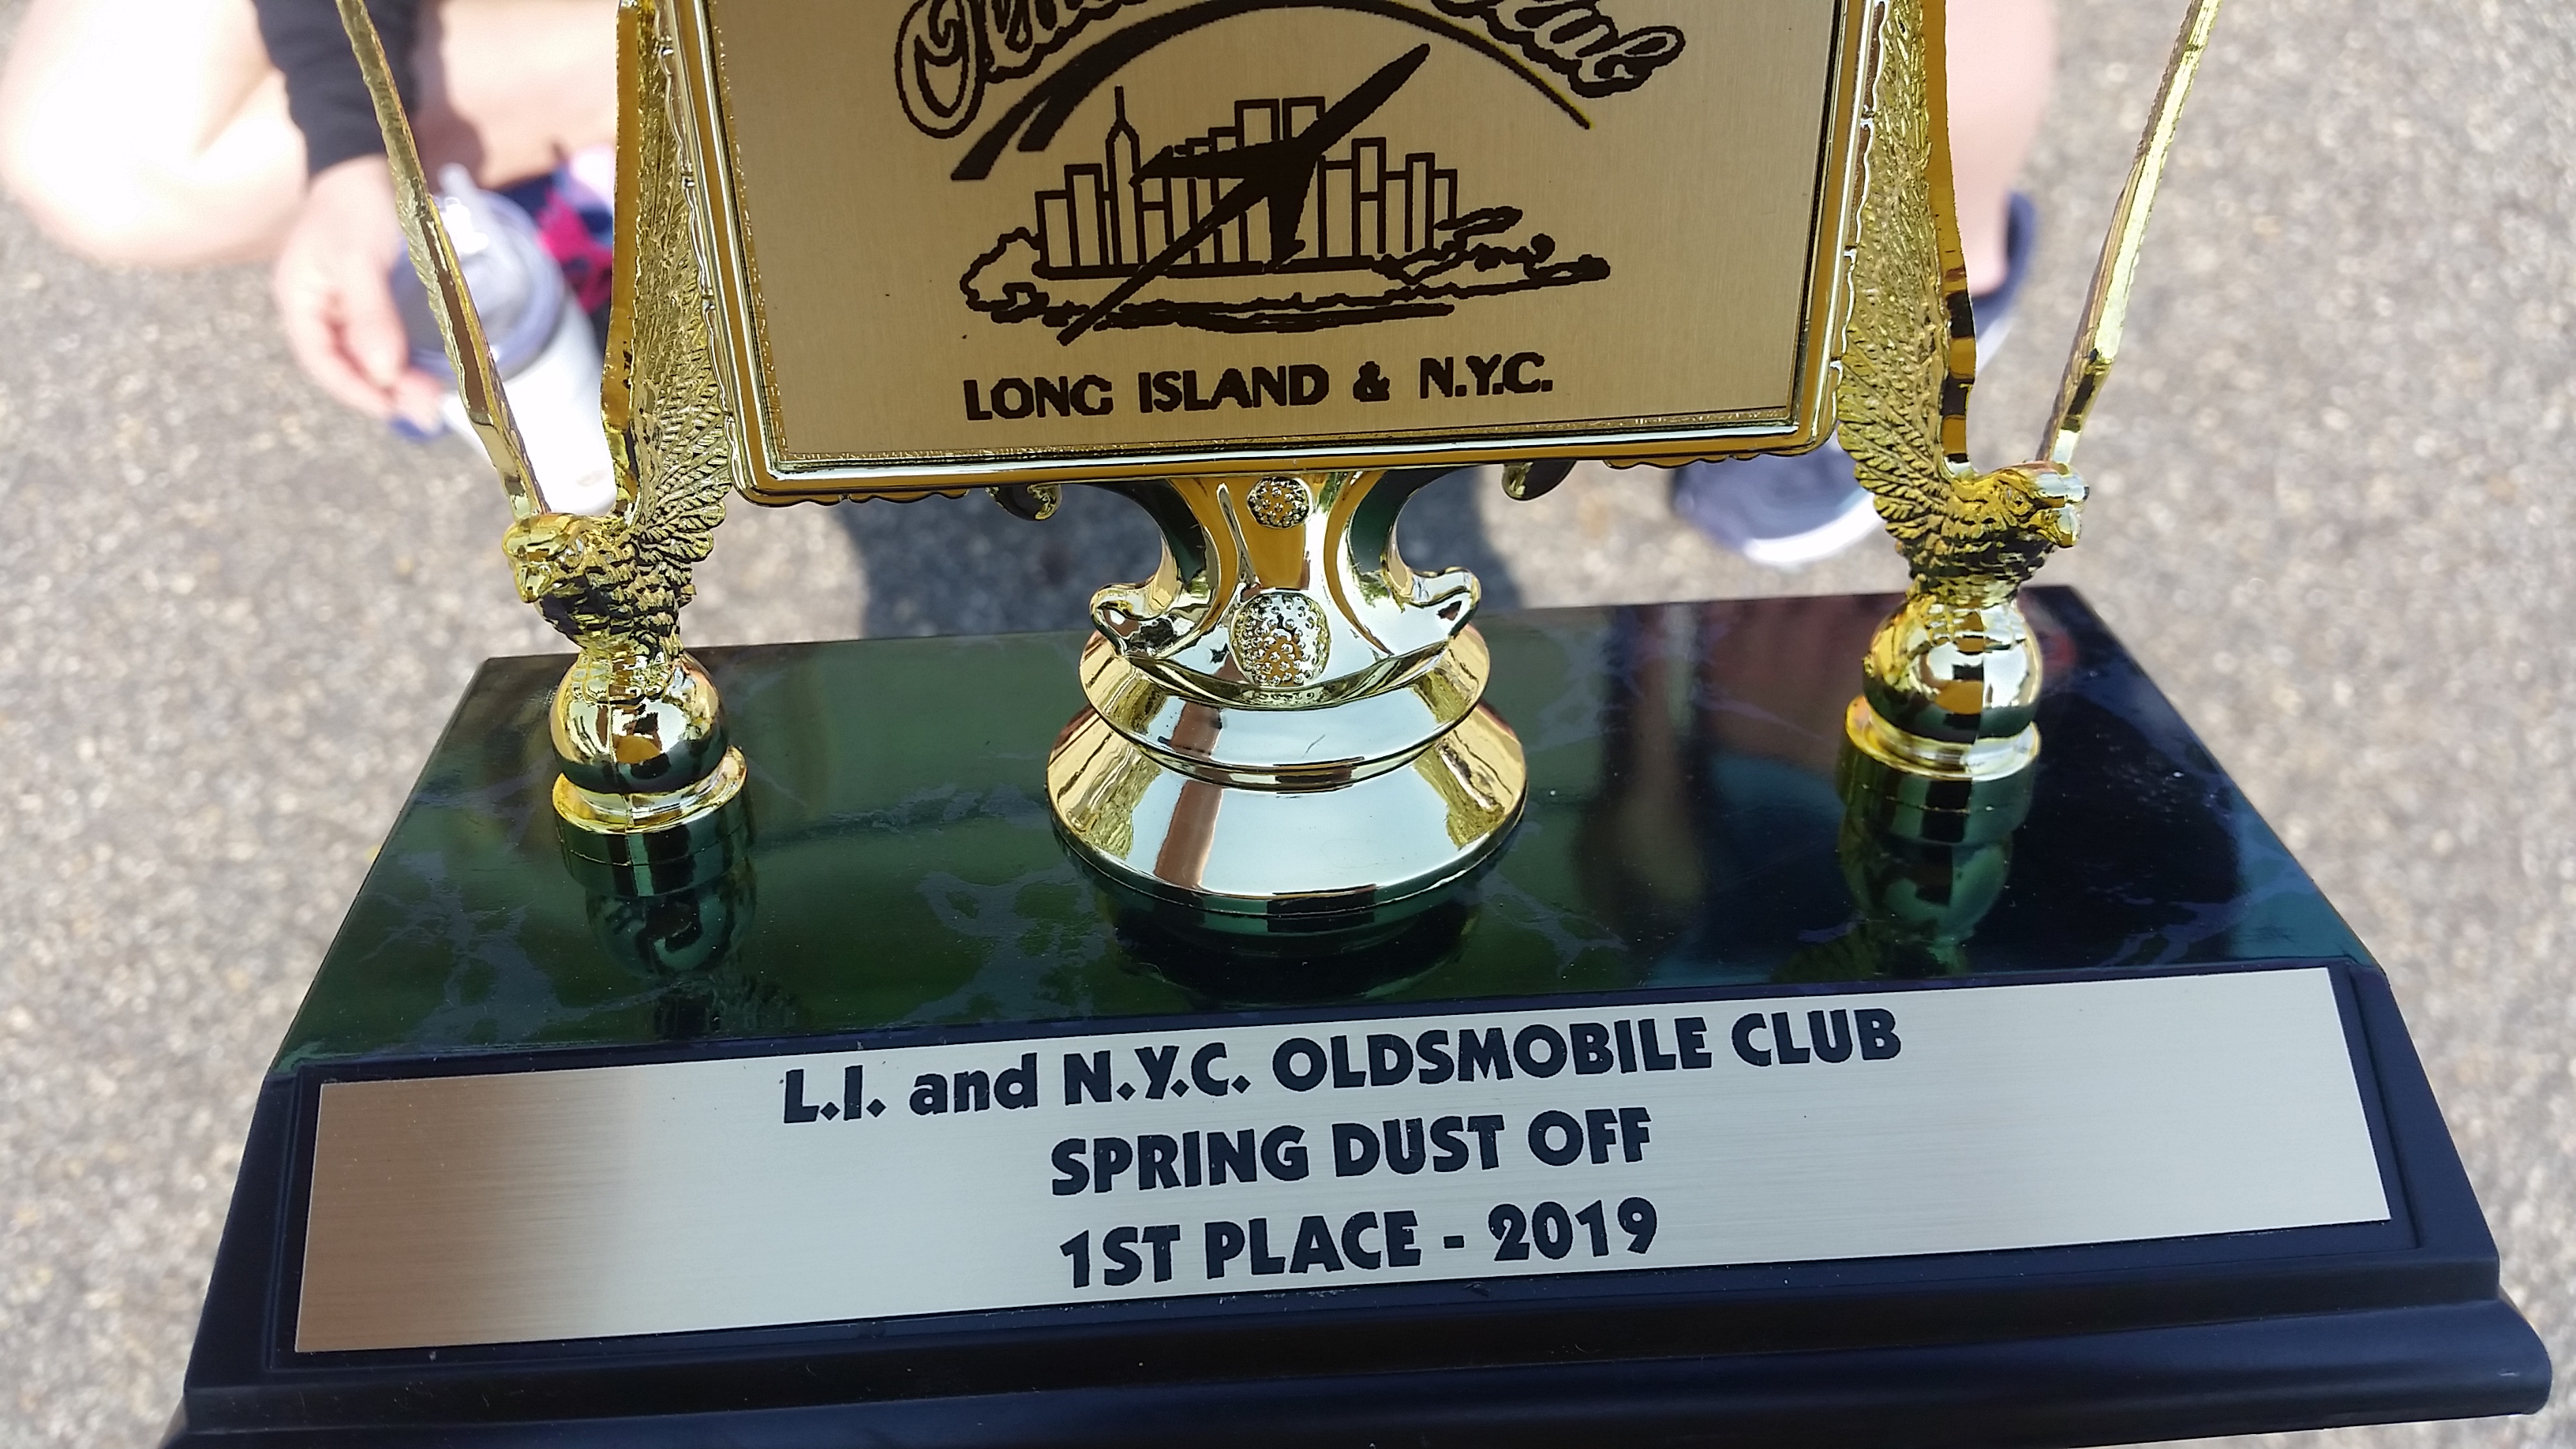 LONG ISLAND & N.Y.C.
L.I. and N.Y.C. OLDSMOBILE CLUB
SPRING DUST OFF
1ST PLACE - 2019